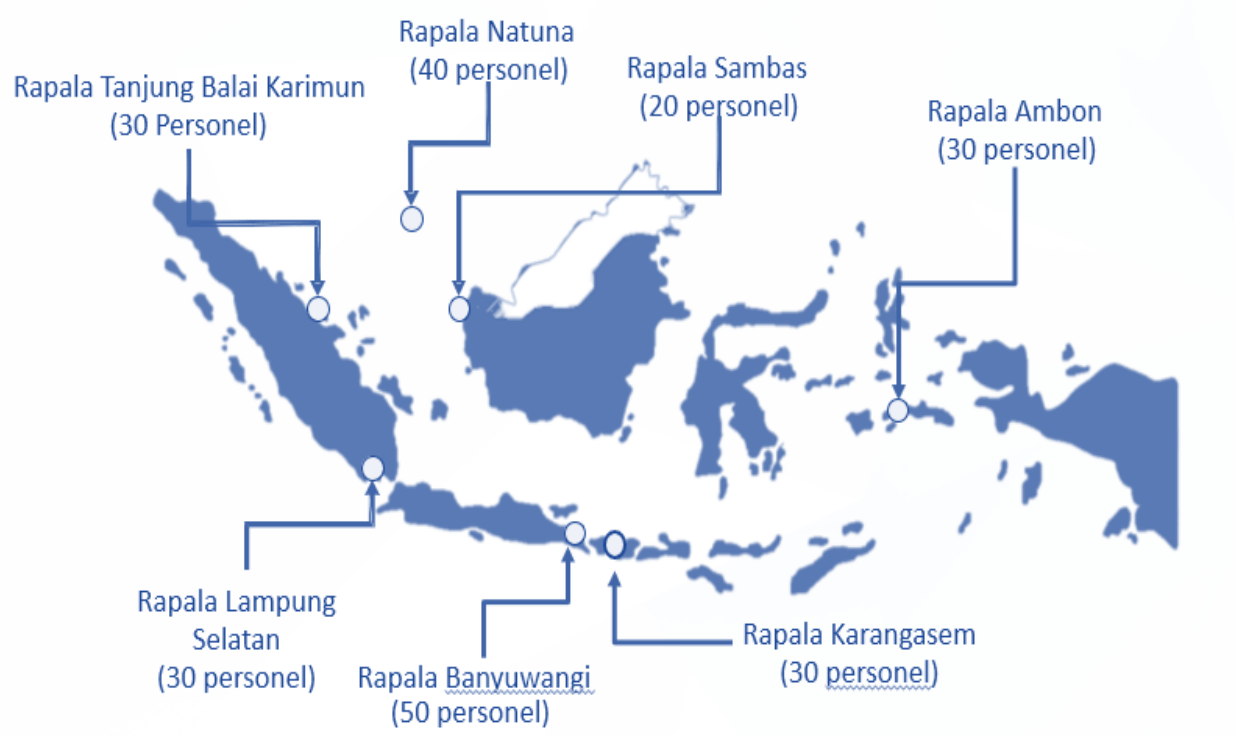 Rapala Natuna
(40 personel)
Rapala Sambas
(20 personel)
Rapala Tanjung Balai Karimun
(30 Personel)
Rapala Ambon
(30 personel)
Rapala Lampung
Selatan
(30 personel)
Rapala Banyuwangi
(50 personel)
Rapala Karangasem
(30 personel)